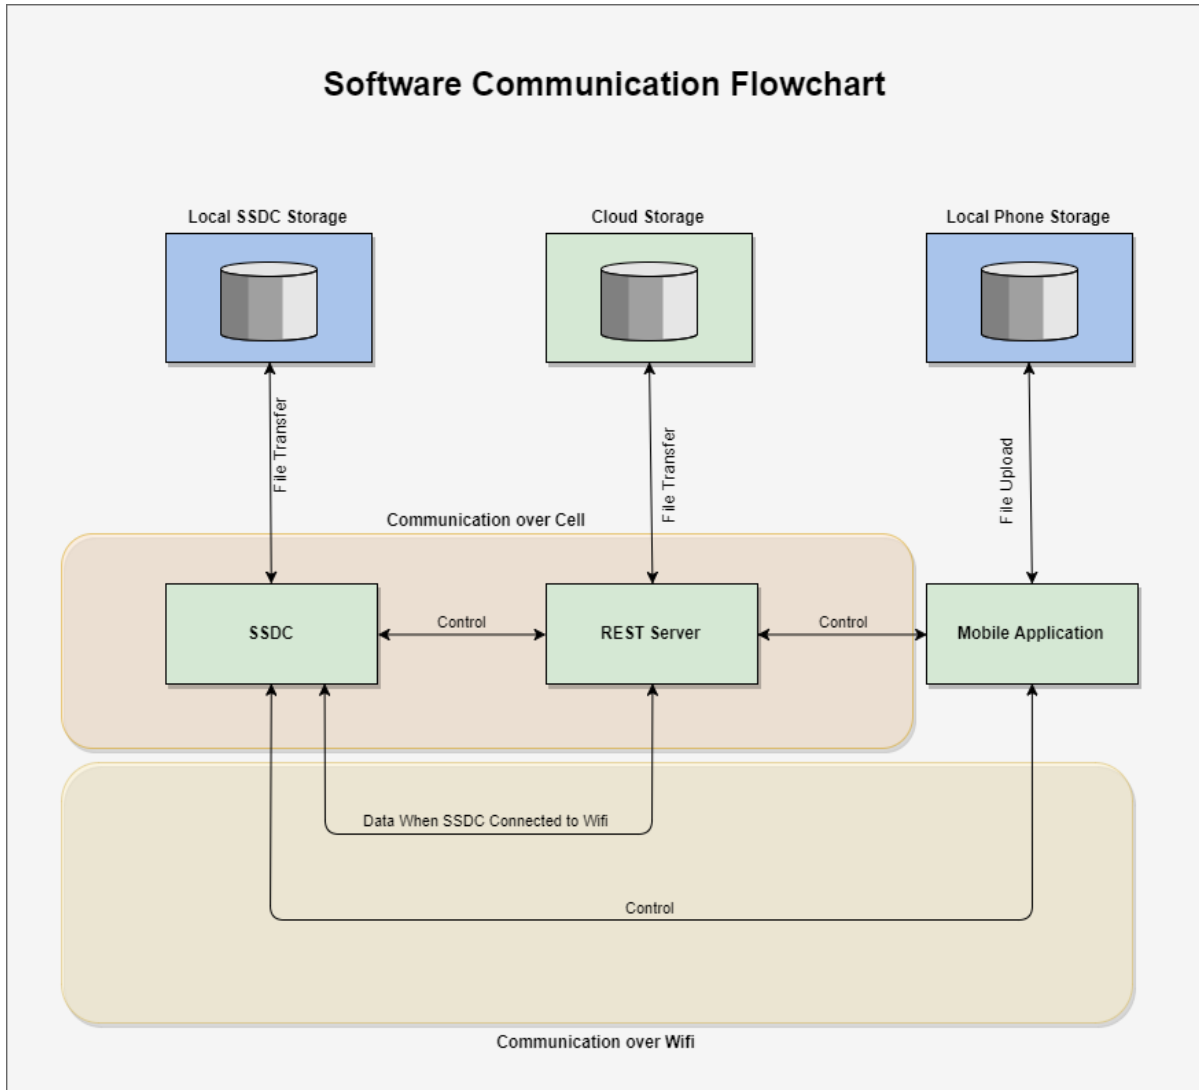 Software Communication Flowchart
Local SSDC Storage
Cloud Storage
Local Phone Storage
File Transfer
File Transfer
File Upload
Communication over Cell
SSDC
Control
REST Server
Control
Mobile Application
Data When SSDC Connected to Wifi
Control
Communication over Wifi